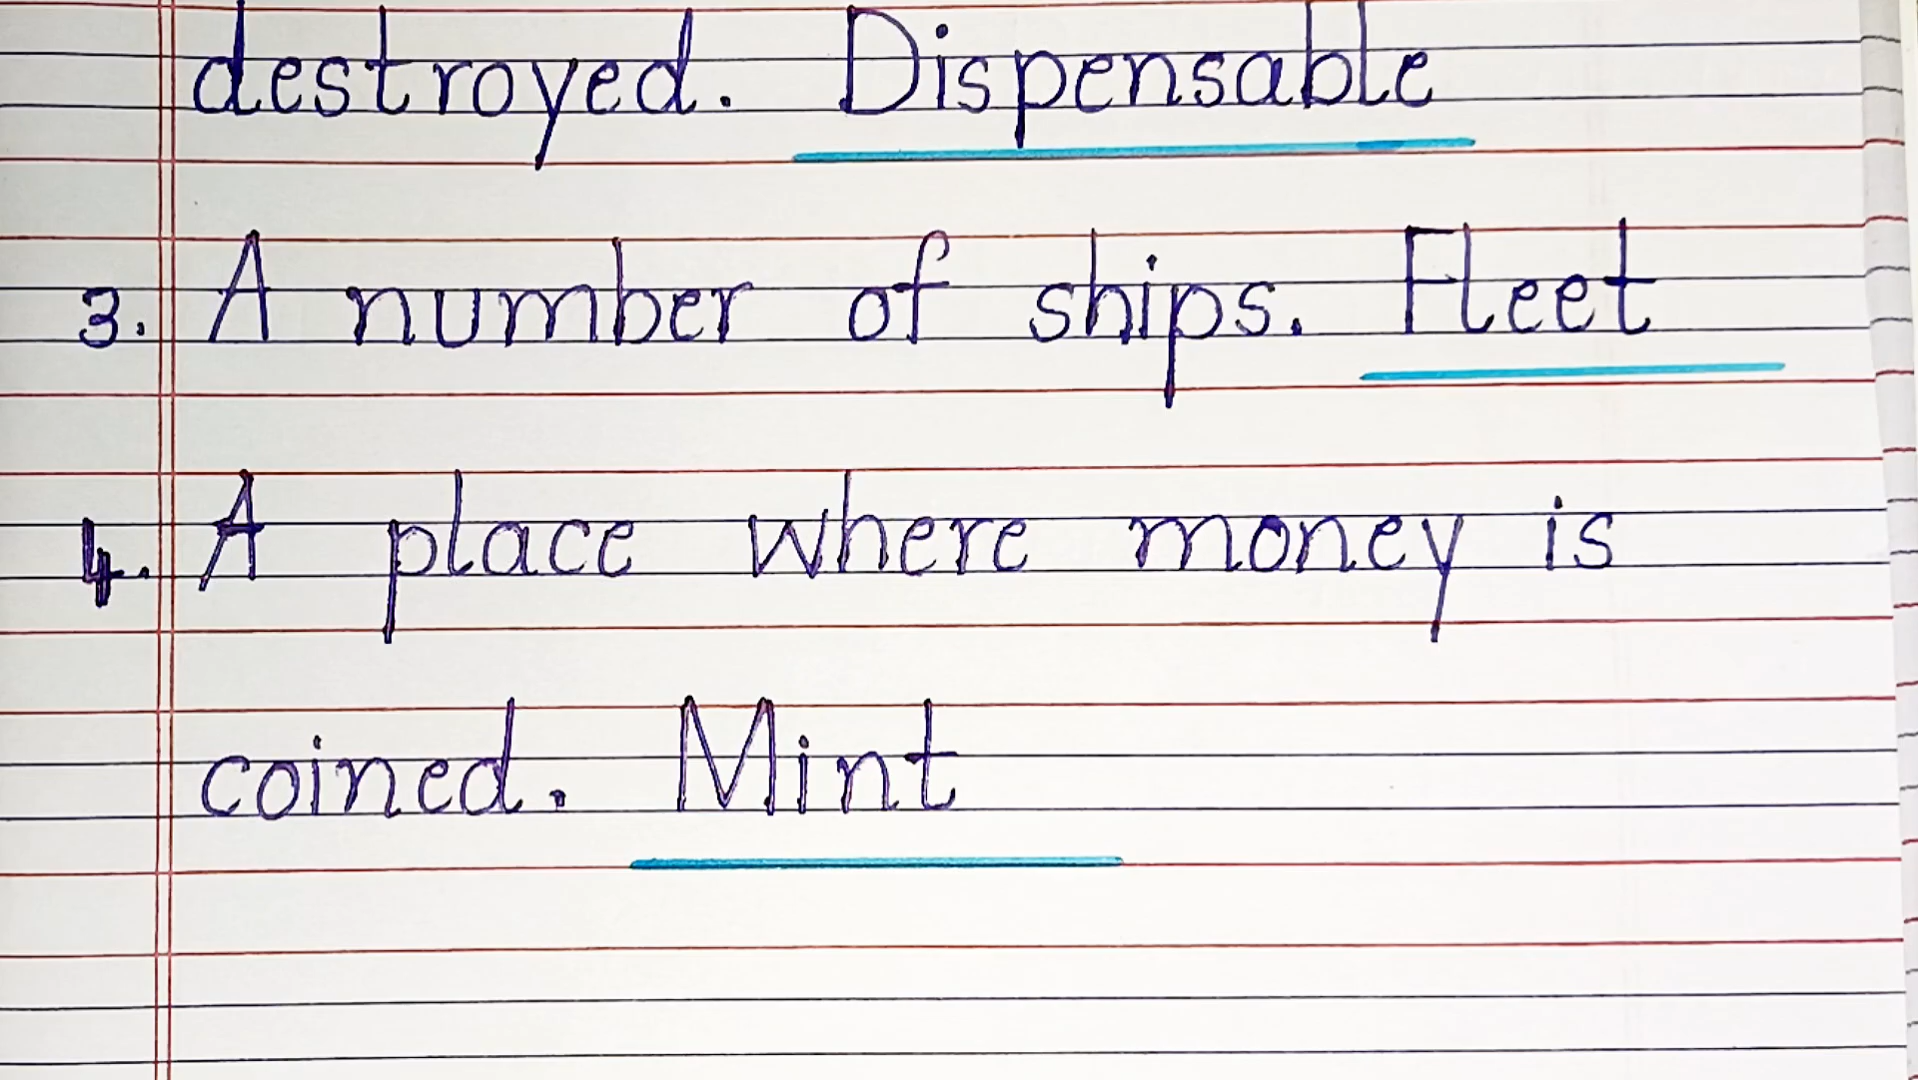 destroyed. Dispensable
3. A number of ships. Fleet
4. A place where money is
coined. Mint